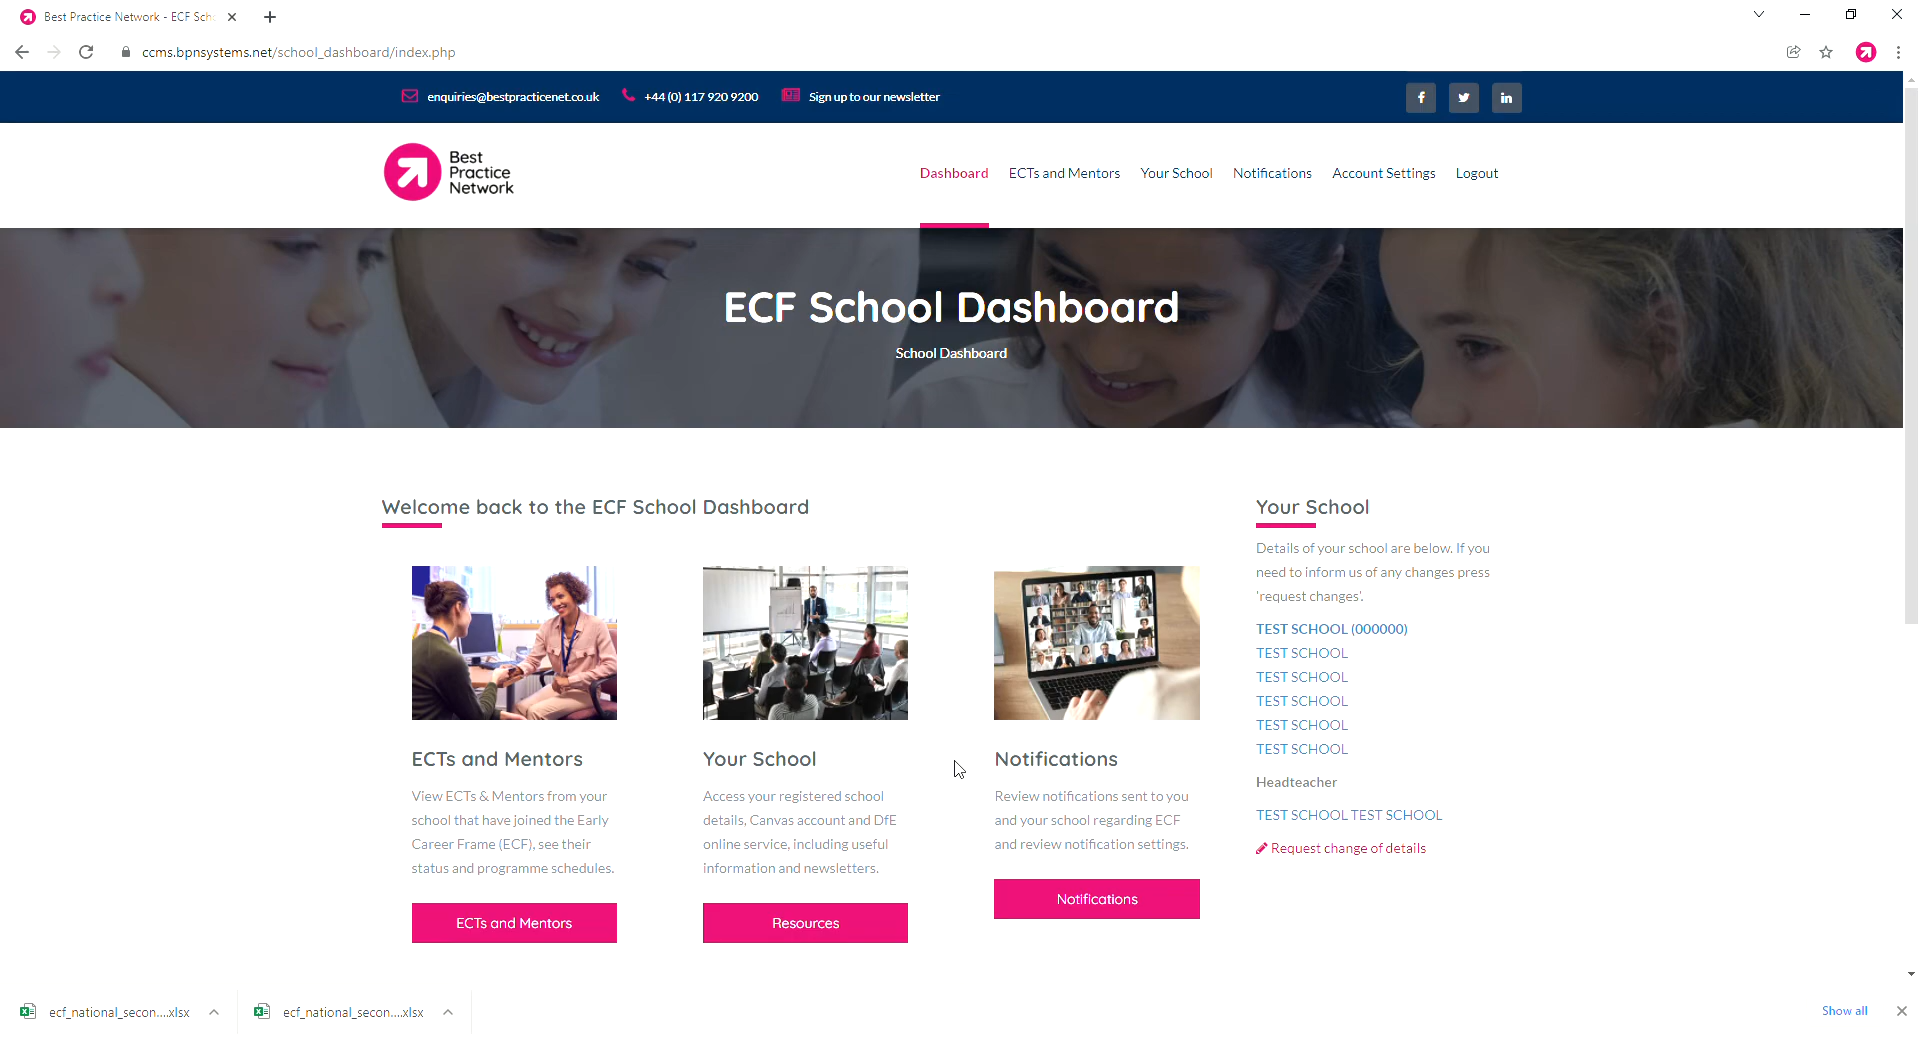 Best Practice Network - ECF Sch
ccms.bpnsystems.net/school_dashboard/index.php
enquiries@bestpracticenet.co.uk
+44 (0) 117 920 9200
Sign up to our newsletter
Best
Practice
Network
Dashboard
ECTs and Mentors
Your School
Notifications
Account Settings
Logout
ECF School Dashboard
School Dashboard
Welcome back to the ECF School Dashboard
ECTs and Mentors
View ECTs & Mentors from your
school that have joined the Early
Career Frame (ECF), see their
status and programme schedules.
ECTs and Mentors
Your School
Access your registered school
details, Canvas account and DfE
online service, including useful
information and newsletters.
Resources
Notifications
Review notifications sent to you
and your school regarding ECF
and review notification settings.
Notifications
Your School
Details of your school are below. If you
need to inform us of any changes press
'request changes'.
TEST SCHOOL (000000)
TEST SCHOOL
TEST SCHOOL
TEST SCHOOL
TEST SCHOOL
TEST SCHOOL
Headteacher
TEST SCHOOL TEST SCHOOL
Request change of details
ecf_national_secon....xlsx
ecf_national_secon....xlsx
Show all